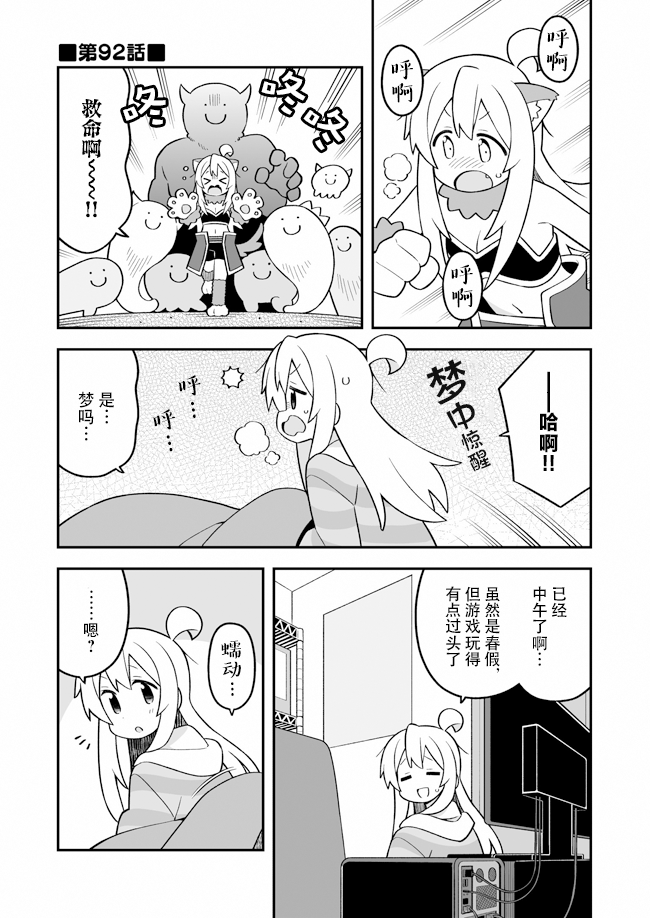 第92話
呼啊
呼啊
呼啊
咚
咚咚
救命啊～～～!!
——哈啊!!
梦中惊醒
呼…
呼…
是…
梦吗…
已经
中午了啊…
虽然是春假，
但游戏玩得
有点过头了
蠕动…
……嗯？